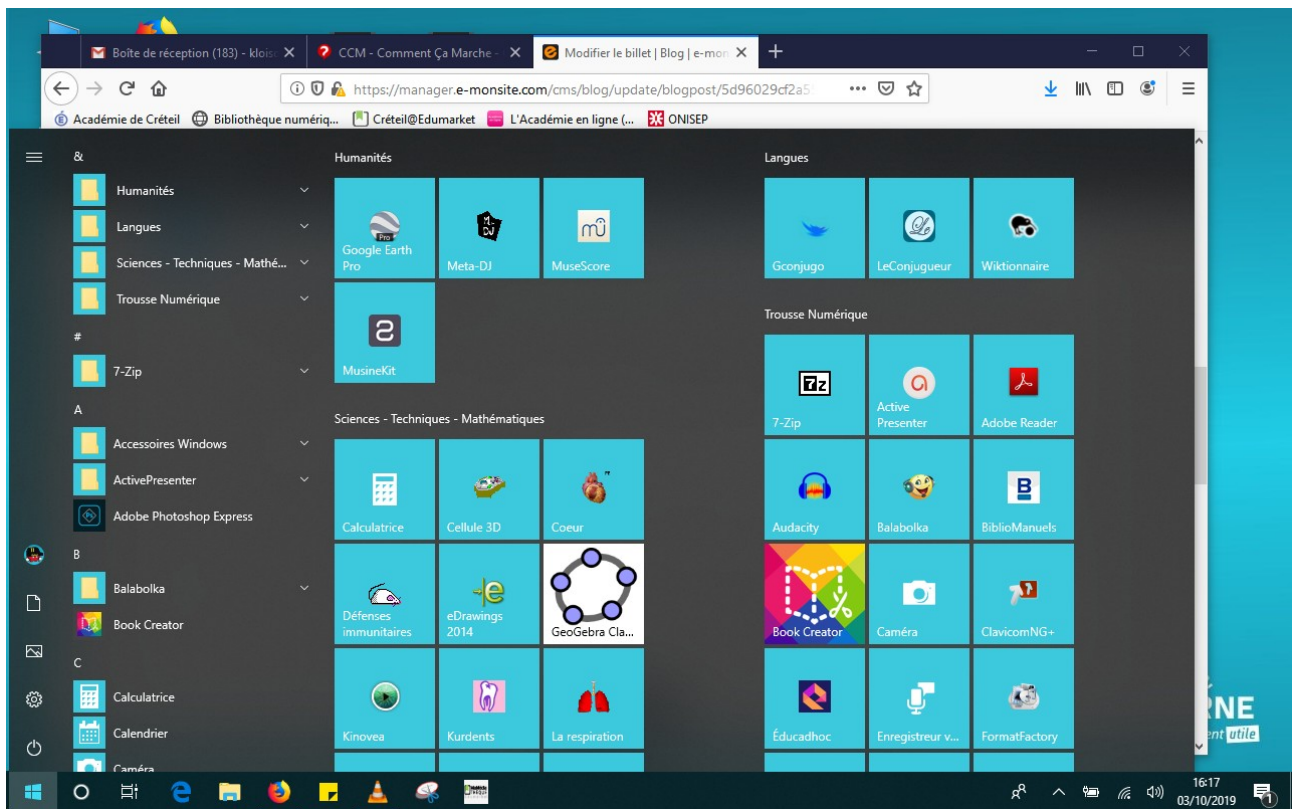 Boîte de réception (183) - kloiso
CCM - Comment Ça Marche -
Modifier le billet | Blog | e-mon
https://manager.e-monsite.com/cms/blog/update/blogpost/5d96029cf2a5
Académie de Créteil
Bibliothèque numériq...
Créteil@Edumarket
L'Académie en ligne (...
ONISEP
&
Humanités
Langues
Sciences - Techniques - Mathé...
Trousse Numérique
#
7-Zip
A
Accessoires Windows
ActivePresenter
Adobe Photoshop Express
B
Balabolka
Book Creator
C
Calculatrice
Calendrier
Caméra
Humanités
Google Earth
Pro
Meta-DJ
MuseScore
MusineKit
Sciences - Techniques - Mathématiques
Calculatrice
Cellule 3D
Coeur
Défenses
immunitaires
eDrawings
2014
GeoGebra Cla...
Kinovea
Kurdents
La respiration
Langues
Gconjugo
LeConjugueur
Wiktionnaire
Trousse Numérique
7-Zip
Active
Presenter
Adobe Reader
Audacity
Balabolka
BiblioManuels
Book Creator
Caméra
ClavicomNG+
Éducadhoc
Enregistreur v...
FormatFactory
RNE
ent utile
16:17
03/10/2019